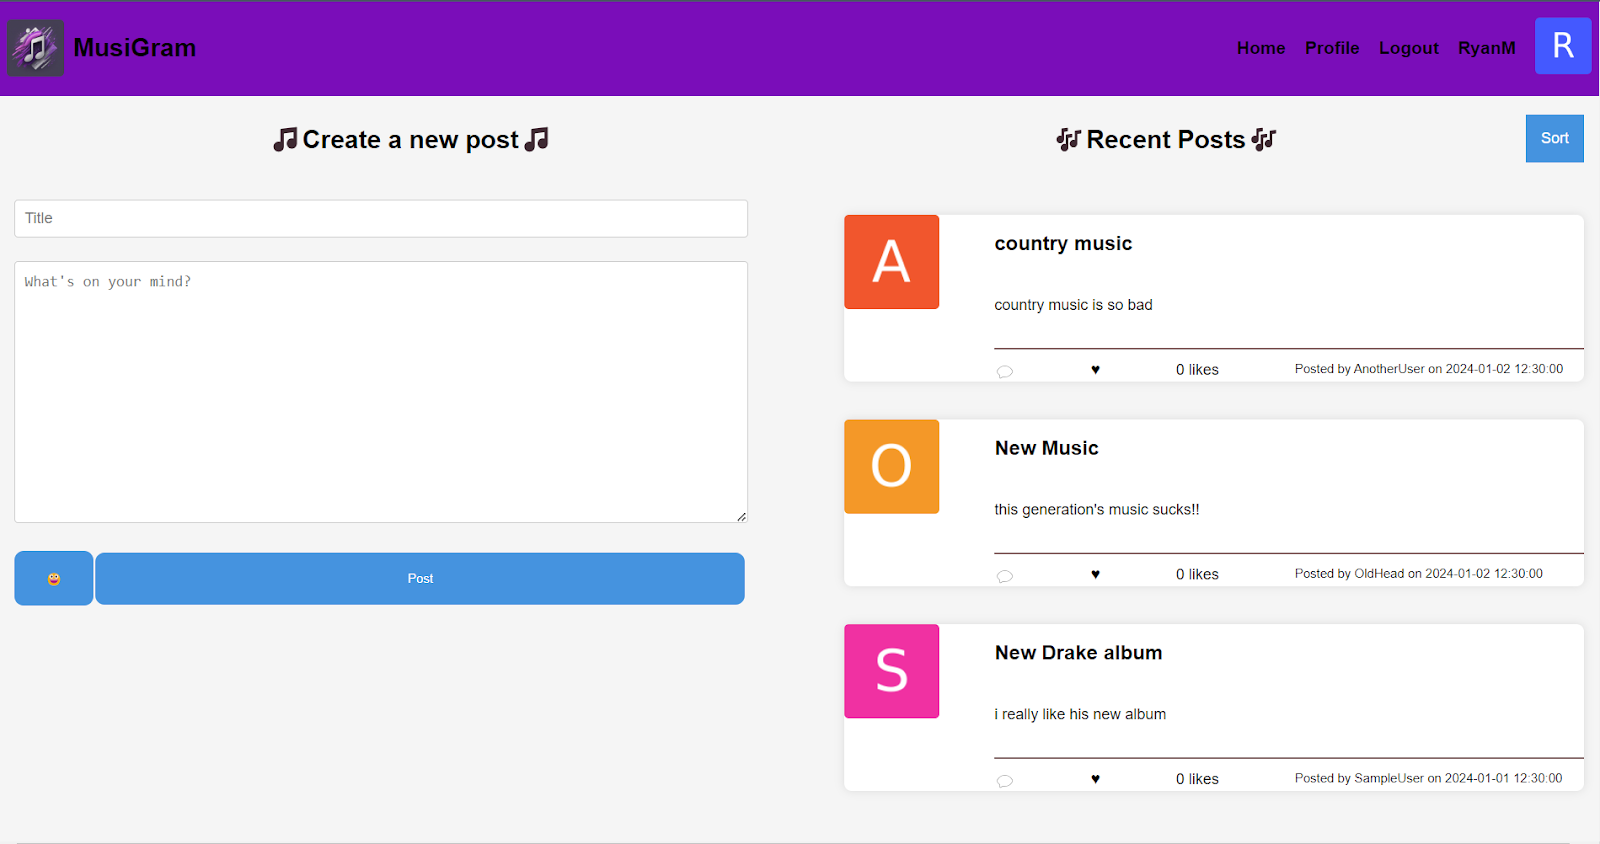 MusiGram
Home Profile Logout RyanM R
🎵Create a new post🎵
Title
What's on your mind?
Post
🎶Recent Posts🎶
Sort
A
country music
country music is so bad
♥ 0 likes Posted by AnotherUser on 2024-01-02 12:30:00
O
New Music
this generation's music sucks!!
♥ 0 likes Posted by OldHead on 2024-01-02 12:30:00
S
New Drake album
i really like his new album
♥ 0 likes Posted by SampleUser on 2024-01-01 12:30:00